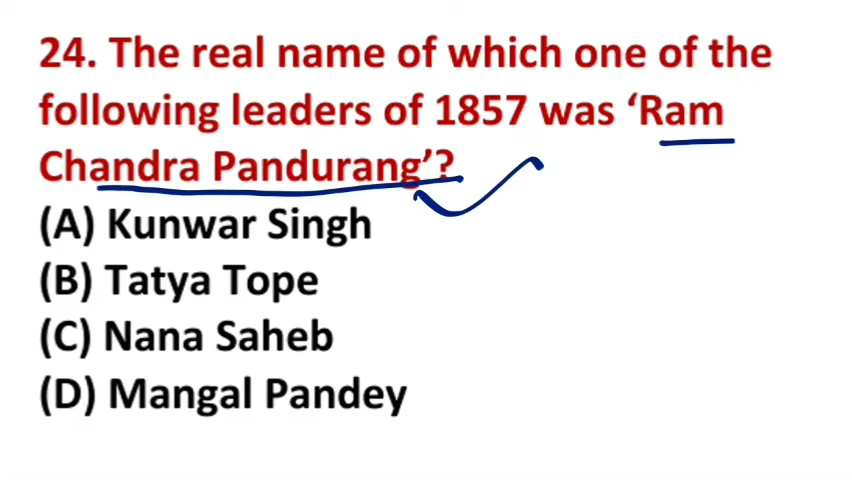 24. The real name of which one of the
following leaders of 1857 was ‘Ram
Chandra Pandurang’?
(A) Kunwar Singh
(B) Tatya Tope
(C) Nana Saheb
(D) Mangal Pandey